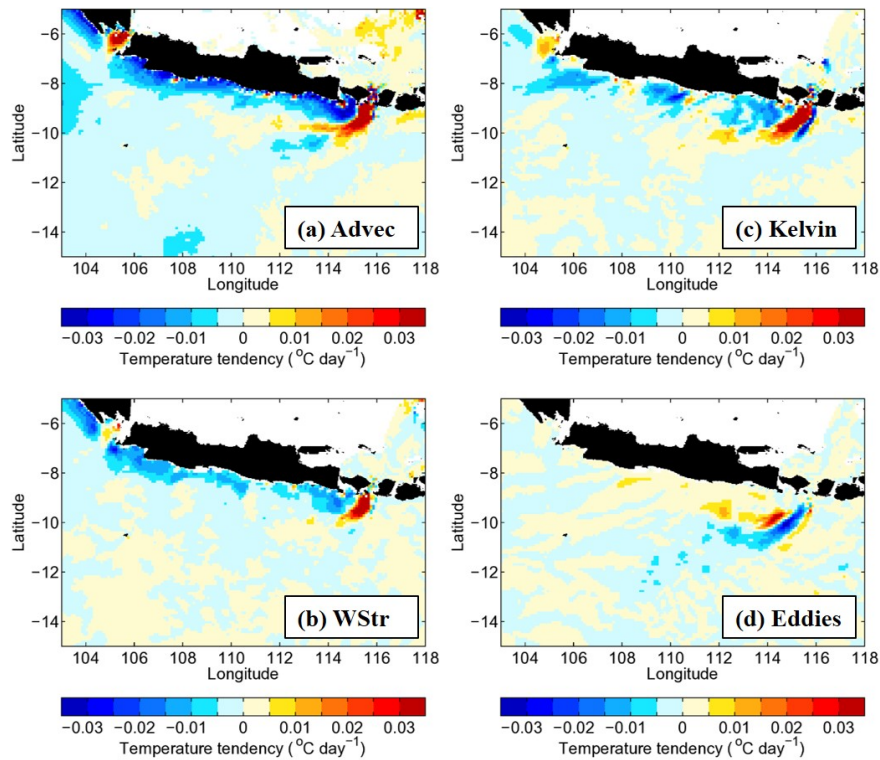 −6
−8
−10
−12
−14
Latitude
(a) Advec
104 106 108 110 112 114 116 118
Longitude
−0.03 −0.02 −0.01 0 0.01 0.02 0.03
Temperature tendency ( °C day⁻¹)
−6
−8
−10
−12
−14
Latitude
(c) Kelvin
104 106 108 110 112 114 116 118
Longitude
−0.03 −0.02 −0.01 0 0.01 0.02 0.03
Temperature tendency ( °C day⁻¹)
−6
−8
−10
−12
−14
Latitude
(b) WStr
104 106 108 110 112 114 116 118
Longitude
−0.03 −0.02 −0.01 0 0.01 0.02 0.03
Temperature tendency ( °C day⁻¹)
−6
−8
−10
−12
−14
Latitude
(d) Eddies
104 106 108 110 112 114 116 118
Longitude
−0.03 −0.02 −0.01 0 0.01 0.02 0.03
Temperature tendency ( °C day⁻¹)